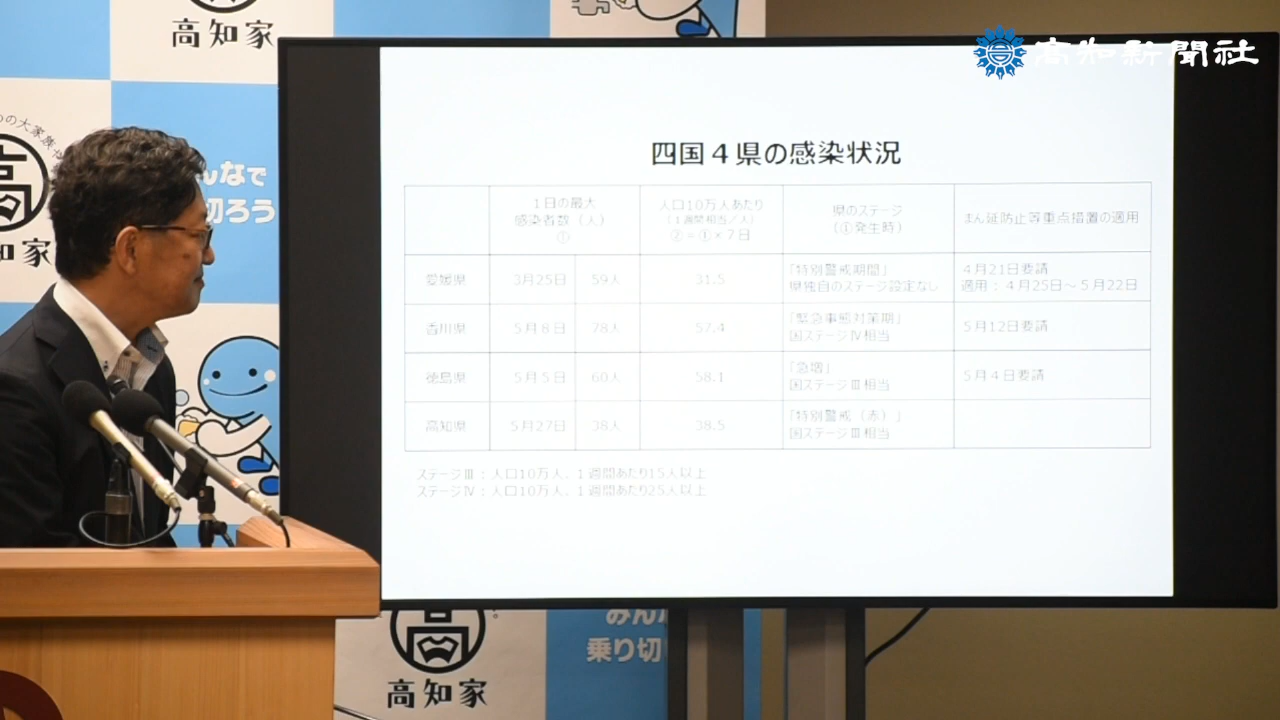 高知家
高知新聞社
の大家族や
高知家
んなで
切ろう
四国４県の感染状況
１日の最大
感染者数（人）
①
人口10万人あたり
（１週間相当／人）
②＝①×７日
県のステージ
（①発生時）
まん延防止等重点措置の適用
愛媛県
3月25日
59人
31.5
「特別警戒期間」
県独自のステージ設定なし
４月21日要請
適用：４月25日～５月22日
香川県
５月８日
78人
57.4
「緊急事態対策期」
国ステージⅣ相当
５月12日要請
徳島県
５月５日
60人
58.1
「急増」
国ステージⅢ相当
５月４日要請
高知県
５月27日
38人
38.5
「特別警戒（赤）」
国ステージⅢ相当
ステージⅢ：人口10万人、１週間あたり15人以上
ステージⅣ：人口10万人、１週間あたり25人以上
みん
乗り切
高知家